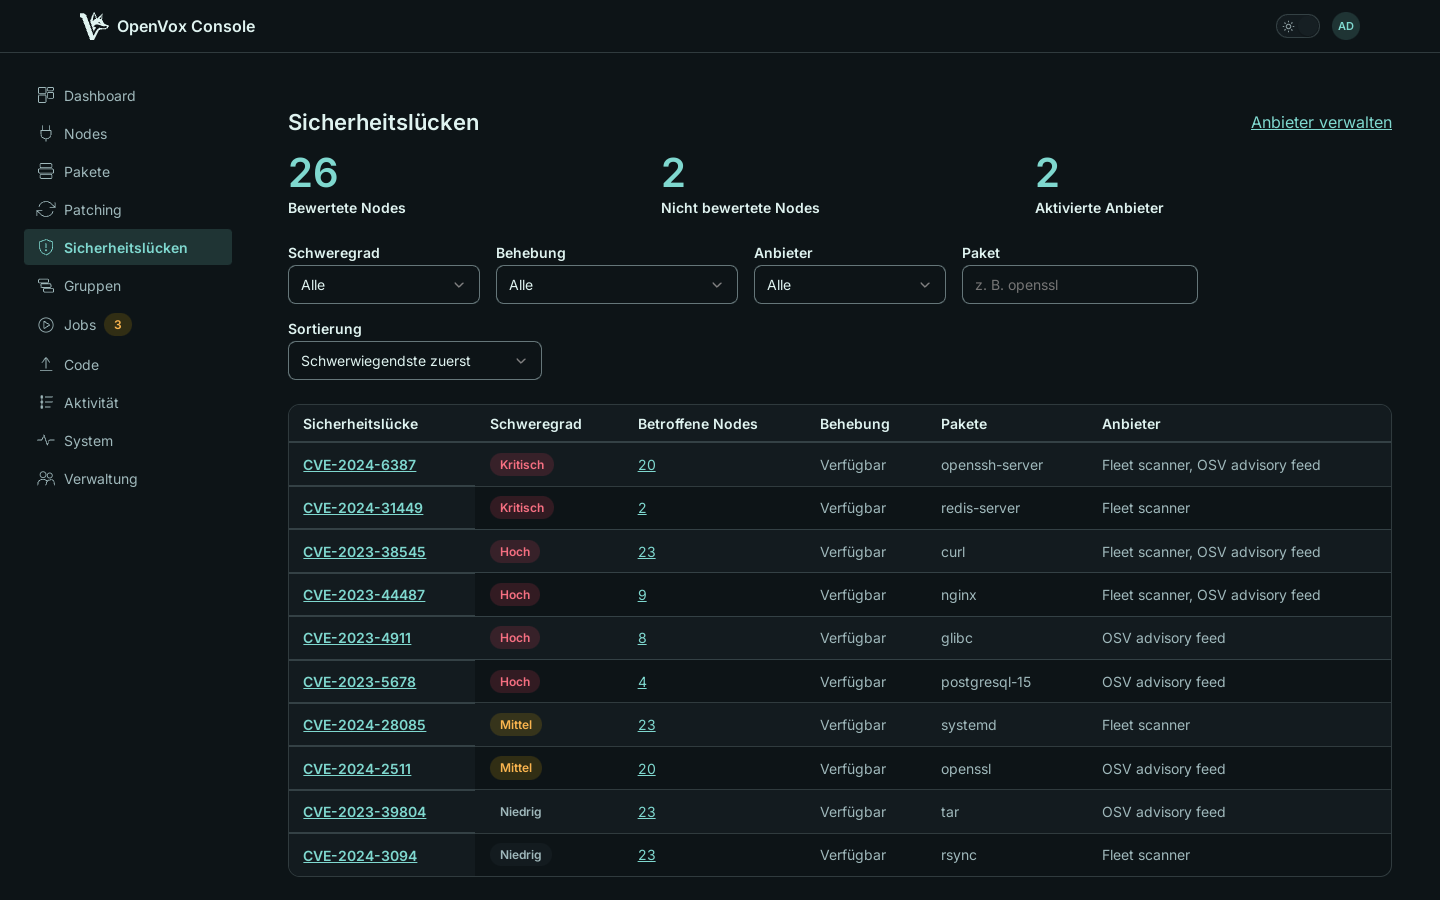 OpenVox Console
AD
Dashboard
Nodes
Pakete
Patching
Sicherheitslücken
Gruppen
Jobs 3
Code
Aktivität
System
Verwaltung
Sicherheitslücken
Anbieter verwalten
26 2 2
Bewertete Nodes Nicht bewertete Nodes Aktivierte Anbieter
Schweregrad Behebung Anbieter Paket
Alle Alle Alle z. B. openssl
Sortierung
Schwerwiegendste zuerst
Sicherheitslücke Schweregrad Betroffene Nodes Behebung Pakete Anbieter
CVE-2024-6387 Kritisch 20 Verfügbar openssh-server Fleet scanner, OSV advisory feed
CVE-2024-31449 Kritisch 2 Verfügbar redis-server Fleet scanner
CVE-2023-38545 Hoch 23 Verfügbar curl Fleet scanner, OSV advisory feed
CVE-2023-44487 Hoch 9 Verfügbar nginx Fleet scanner, OSV advisory feed
CVE-2023-4911 Hoch 8 Verfügbar glibc OSV advisory feed
CVE-2023-5678 Hoch 4 Verfügbar postgresql-15 OSV advisory feed
CVE-2024-28085 Mittel 23 Verfügbar systemd Fleet scanner
CVE-2024-2511 Mittel 20 Verfügbar openssl OSV advisory feed
CVE-2023-39804 Niedrig 23 Verfügbar tar OSV advisory feed
CVE-2024-3094 Niedrig 23 Verfügbar rsync Fleet scanner